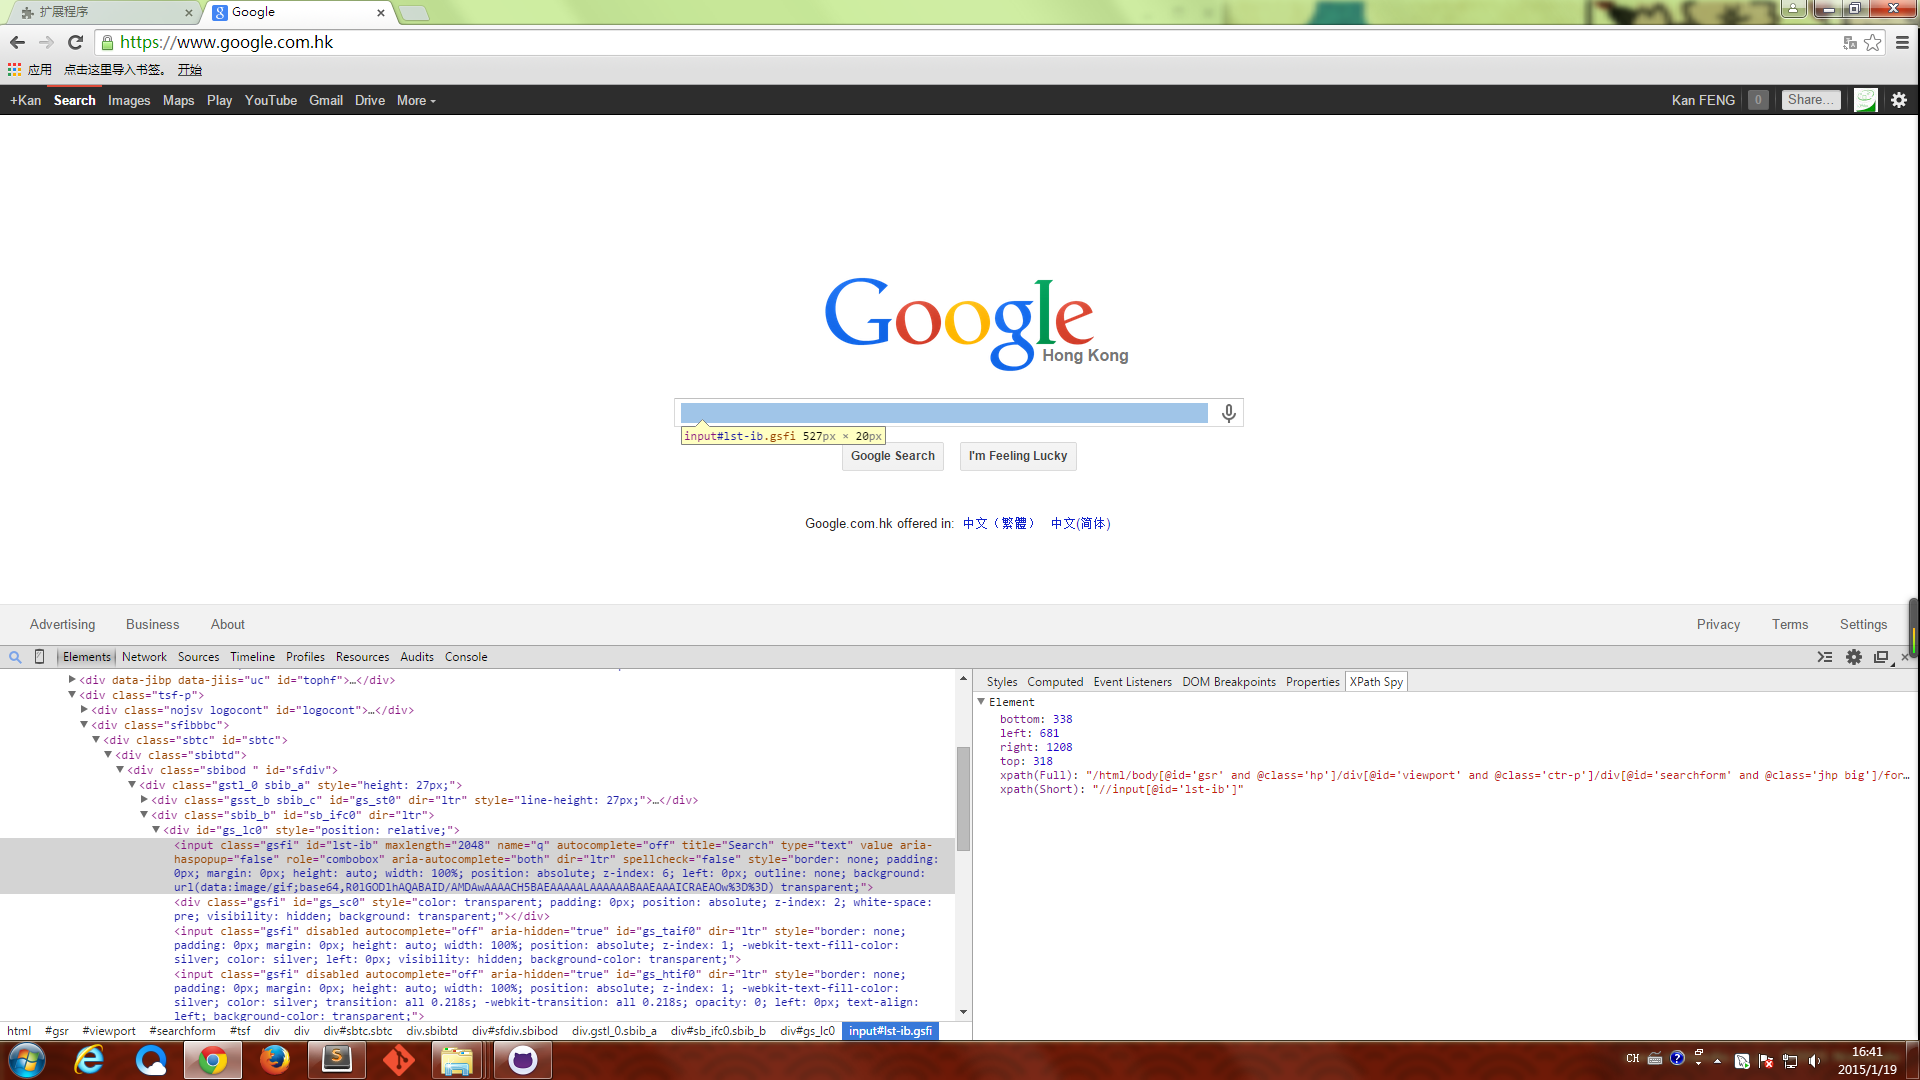 扩展程序
Google
https://www.google.com.hk
应用 点击这里导入书签。 开始
+Kan Search Images Maps Play YouTube Gmail Drive More
Kan FENG 0 Share...
Google
Hong Kong
input#lst-ib.gsfi 527px × 20px
Google Search I'm Feeling Lucky
Google.com.hk offered in: 中文（繁體） 中文(简体)
Advertising Business About
Privacy Terms Settings
Elements Network Sources Timeline Profiles Resources Audits Console
<div data-jibp data-jiis="uc" id="tophf">…</div>
<div class="tsf-p">
<div class="nojsv logocont" id="logocont">…</div>
<div class="sfibbbc">
<div class="sbtc" id="sbtc">
<div class="sbibtd">
<div class="sbibod " id="sfdiv">
<div class="gstl_0 sbib_a" style="height: 27px;">
<div class="gsst_b sbib_c" id="gs_st0" dir="ltr" style="line-height: 27px;">…</div>
<div class="sbib_b" id="sb_ifc0" dir="ltr">
<div id="gs_lc0" style="position: relative;">
<input class="gsfi" id="lst-ib" maxlength="2048" name="q" autocomplete="off" title="Search" type="text" value aria-
haspopup="false" role="combobox" aria-autocomplete="both" dir="ltr" spellcheck="false" style="border: none; padding:
0px; margin: 0px; height: auto; width: 100%; position: absolute; z-index: 6; left: 0px; outline: none; background:
url(data:image/gif;base64,R0lGODlhAQABAID/AMDAwAAAACH5BAEAAAAALAAAAAABAAEAAAICRAEAOw%3D%3D) transparent;">
<div class="gsfi" id="gs_sc0" style="color: transparent; padding: 0px; position: absolute; z-index: 2; white-space:
pre; visibility: hidden; background: transparent;"></div>
<input class="gsfi" disabled autocomplete="off" aria-hidden="true" id="gs_taif0" dir="ltr" style="border: none;
padding: 0px; margin: 0px; height: auto; width: 100%; position: absolute; z-index: 1; -webkit-text-fill-color:
silver; color: silver; left: 0px; visibility: hidden; background-color: transparent;">
<input class="gsfi" disabled autocomplete="off" aria-hidden="true" id="gs_htif0" dir="ltr" style="border: none;
padding: 0px; margin: 0px; height: auto; width: 100%; position: absolute; z-index: 1; -webkit-text-fill-color:
silver; color: silver; transition: all 0.218s; -webkit-transition: all 0.218s; opacity: 0; left: 0px; text-align:
left; background-color: transparent;">
html #gsr #viewport #searchform #tsf div div div#sbtc.sbtc div.sbibtd div#sfdiv.sbibod div.gstl_0.sbib_a div#sb_ifc0.sbib_b div#gs_lc0 input#lst-ib.gsfi
Styles Computed Event Listeners DOM Breakpoints Properties XPath Spy
Element
bottom: 338
left: 681
right: 1208
top: 318
xpath(Full): "/html/body[@id='gsr' and @class='hp']/div[@id='viewport' and @class='ctr-p']/div[@id='searchform' and @class='jhp big']/for…
xpath(Short): "//input[@id='lst-ib']"
CH
16:41
2015/1/19